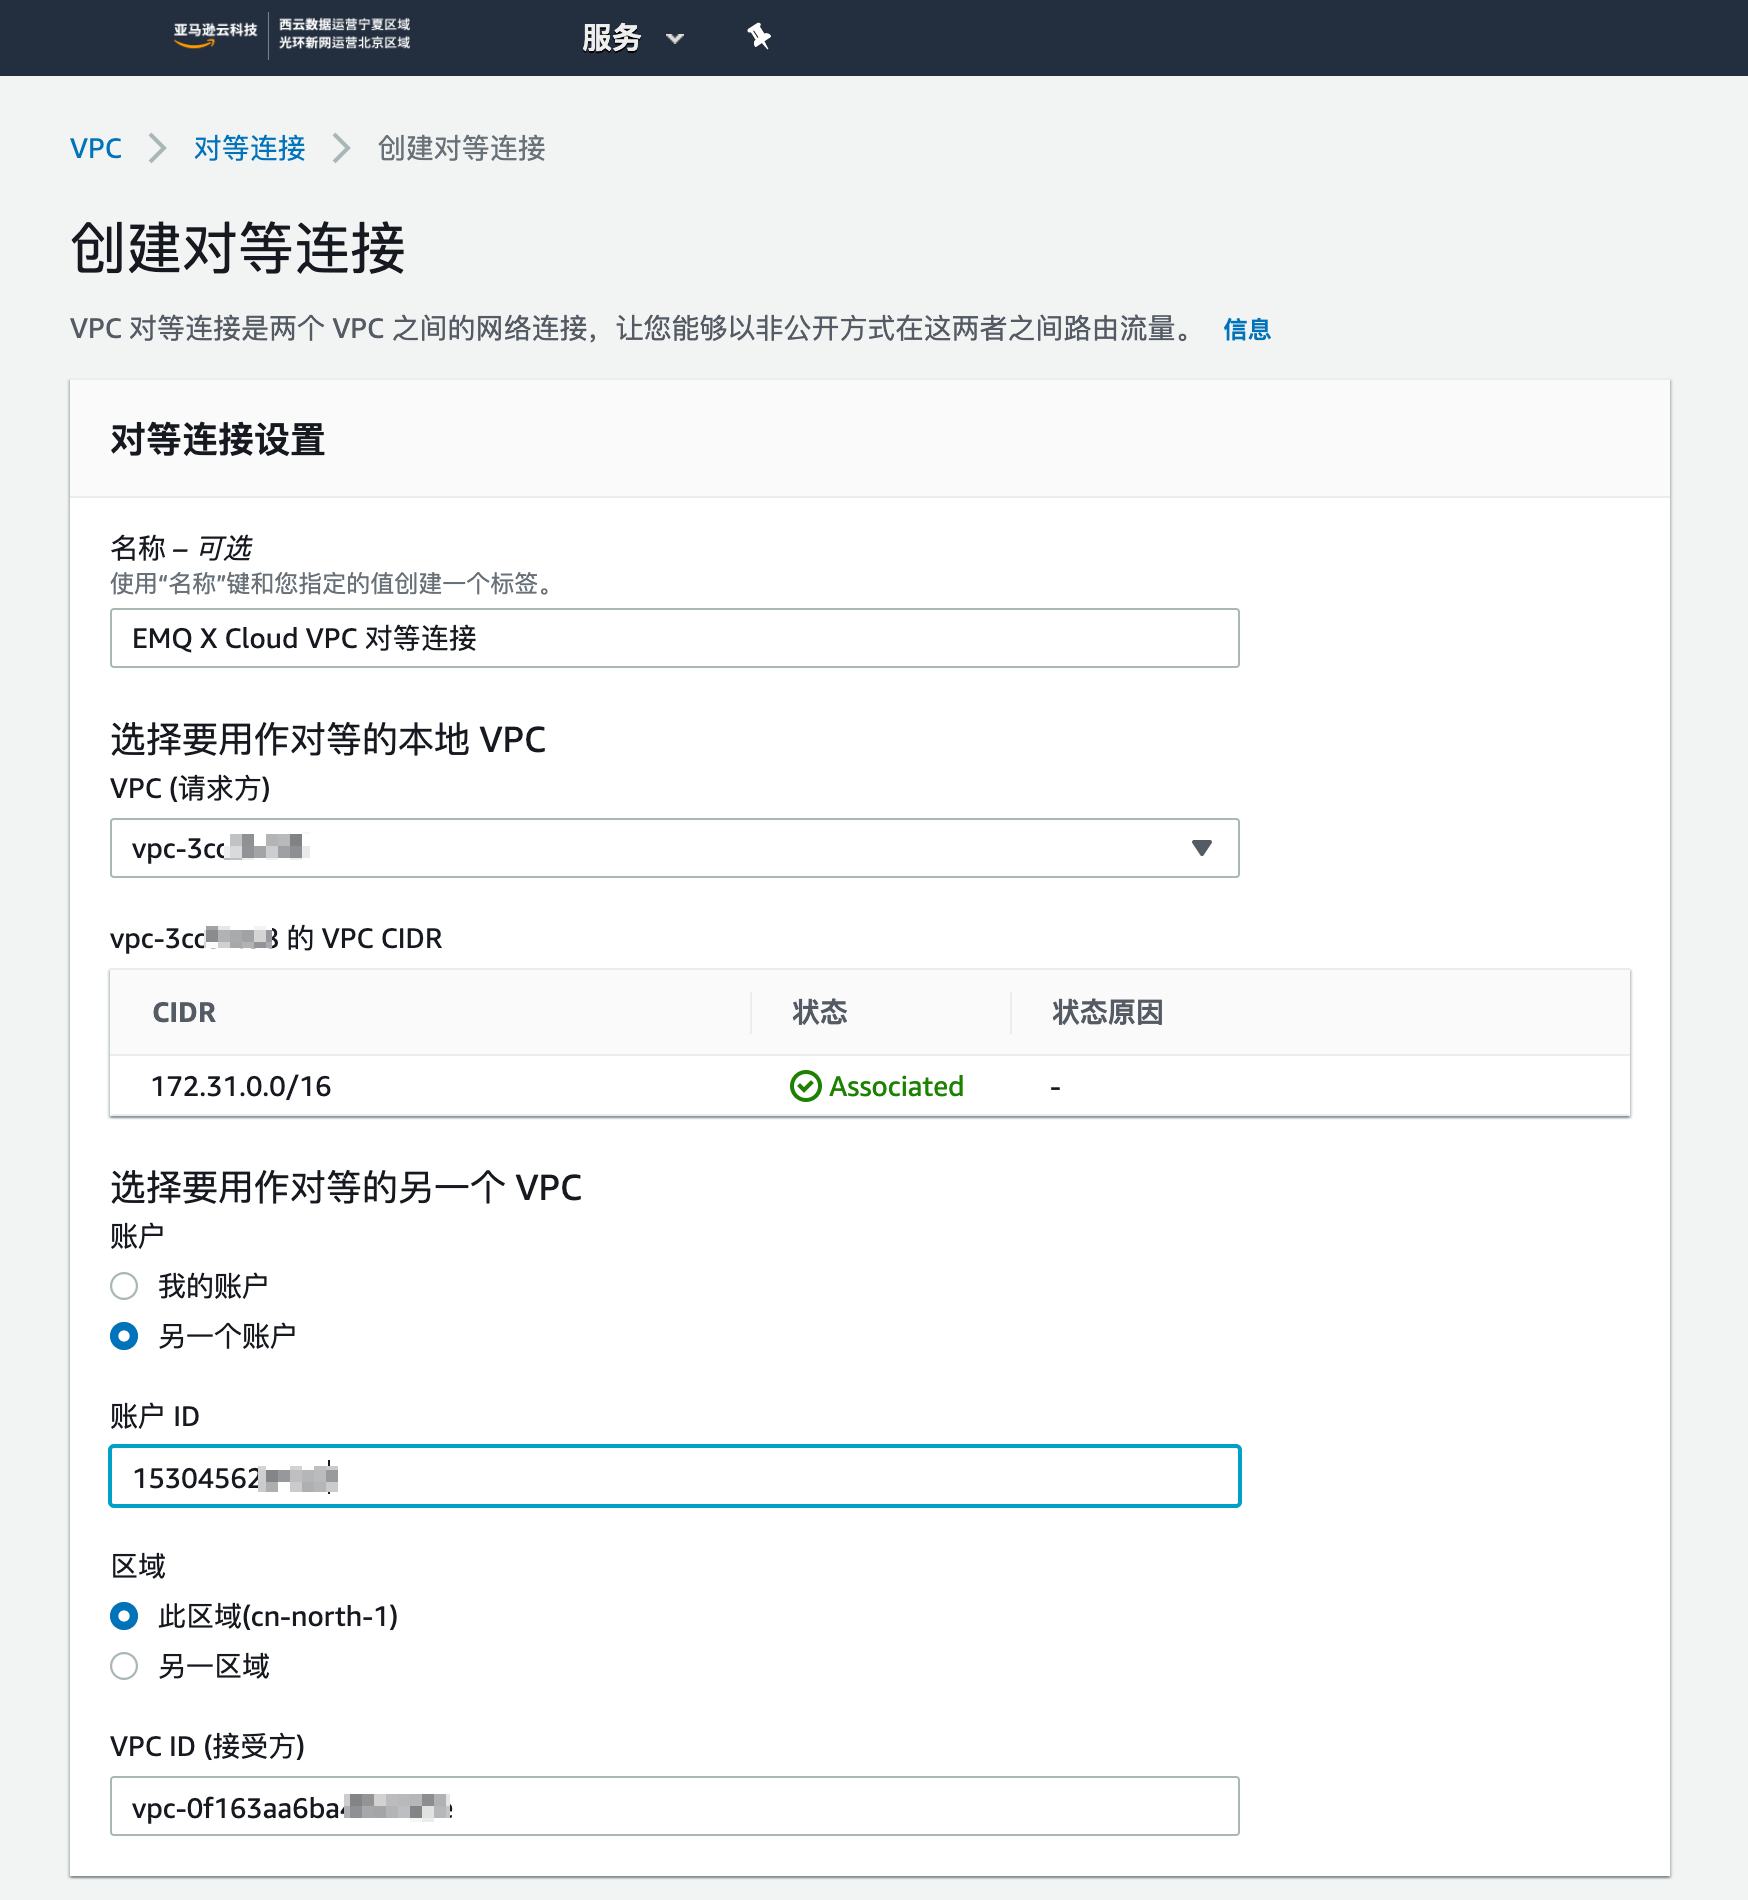 亚马逊云科技
西云数据运营宁夏区域
光环新网运营北京区域
服务
VPC
对等连接
创建对等连接
创建对等连接
VPC 对等连接是两个 VPC 之间的网络连接，让您能够以非公开方式在这两者之间路由流量。 信息
对等连接设置
名称 – 可选
使用“名称”键和您指定的值创建一个标签。
EMQ X Cloud VPC 对等连接
选择要用作对等的本地 VPC
VPC (请求方)
vpc-3cc
vpc-3cc 的 VPC CIDR
CIDR 状态 状态原因
172.31.0.0/16 Associated -
选择要用作对等的另一个 VPC
账户
我的账户
另一个账户
账户 ID
15304562
区域
此区域(cn-north-1)
另一区域
VPC ID (接受方)
vpc-0f163aa6ba